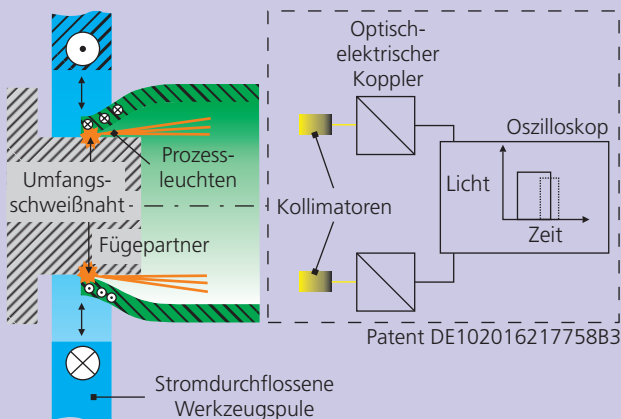 Optisch-
elektrischer
Koppler
Oszilloskop
Prozess-
leuchten
Licht
Umfangs-
schweißnaht
Kollimatoren
Zeit
Fügepartner
Patent DE102016217758B3
Stromdurchflossene
Werkzeugspule